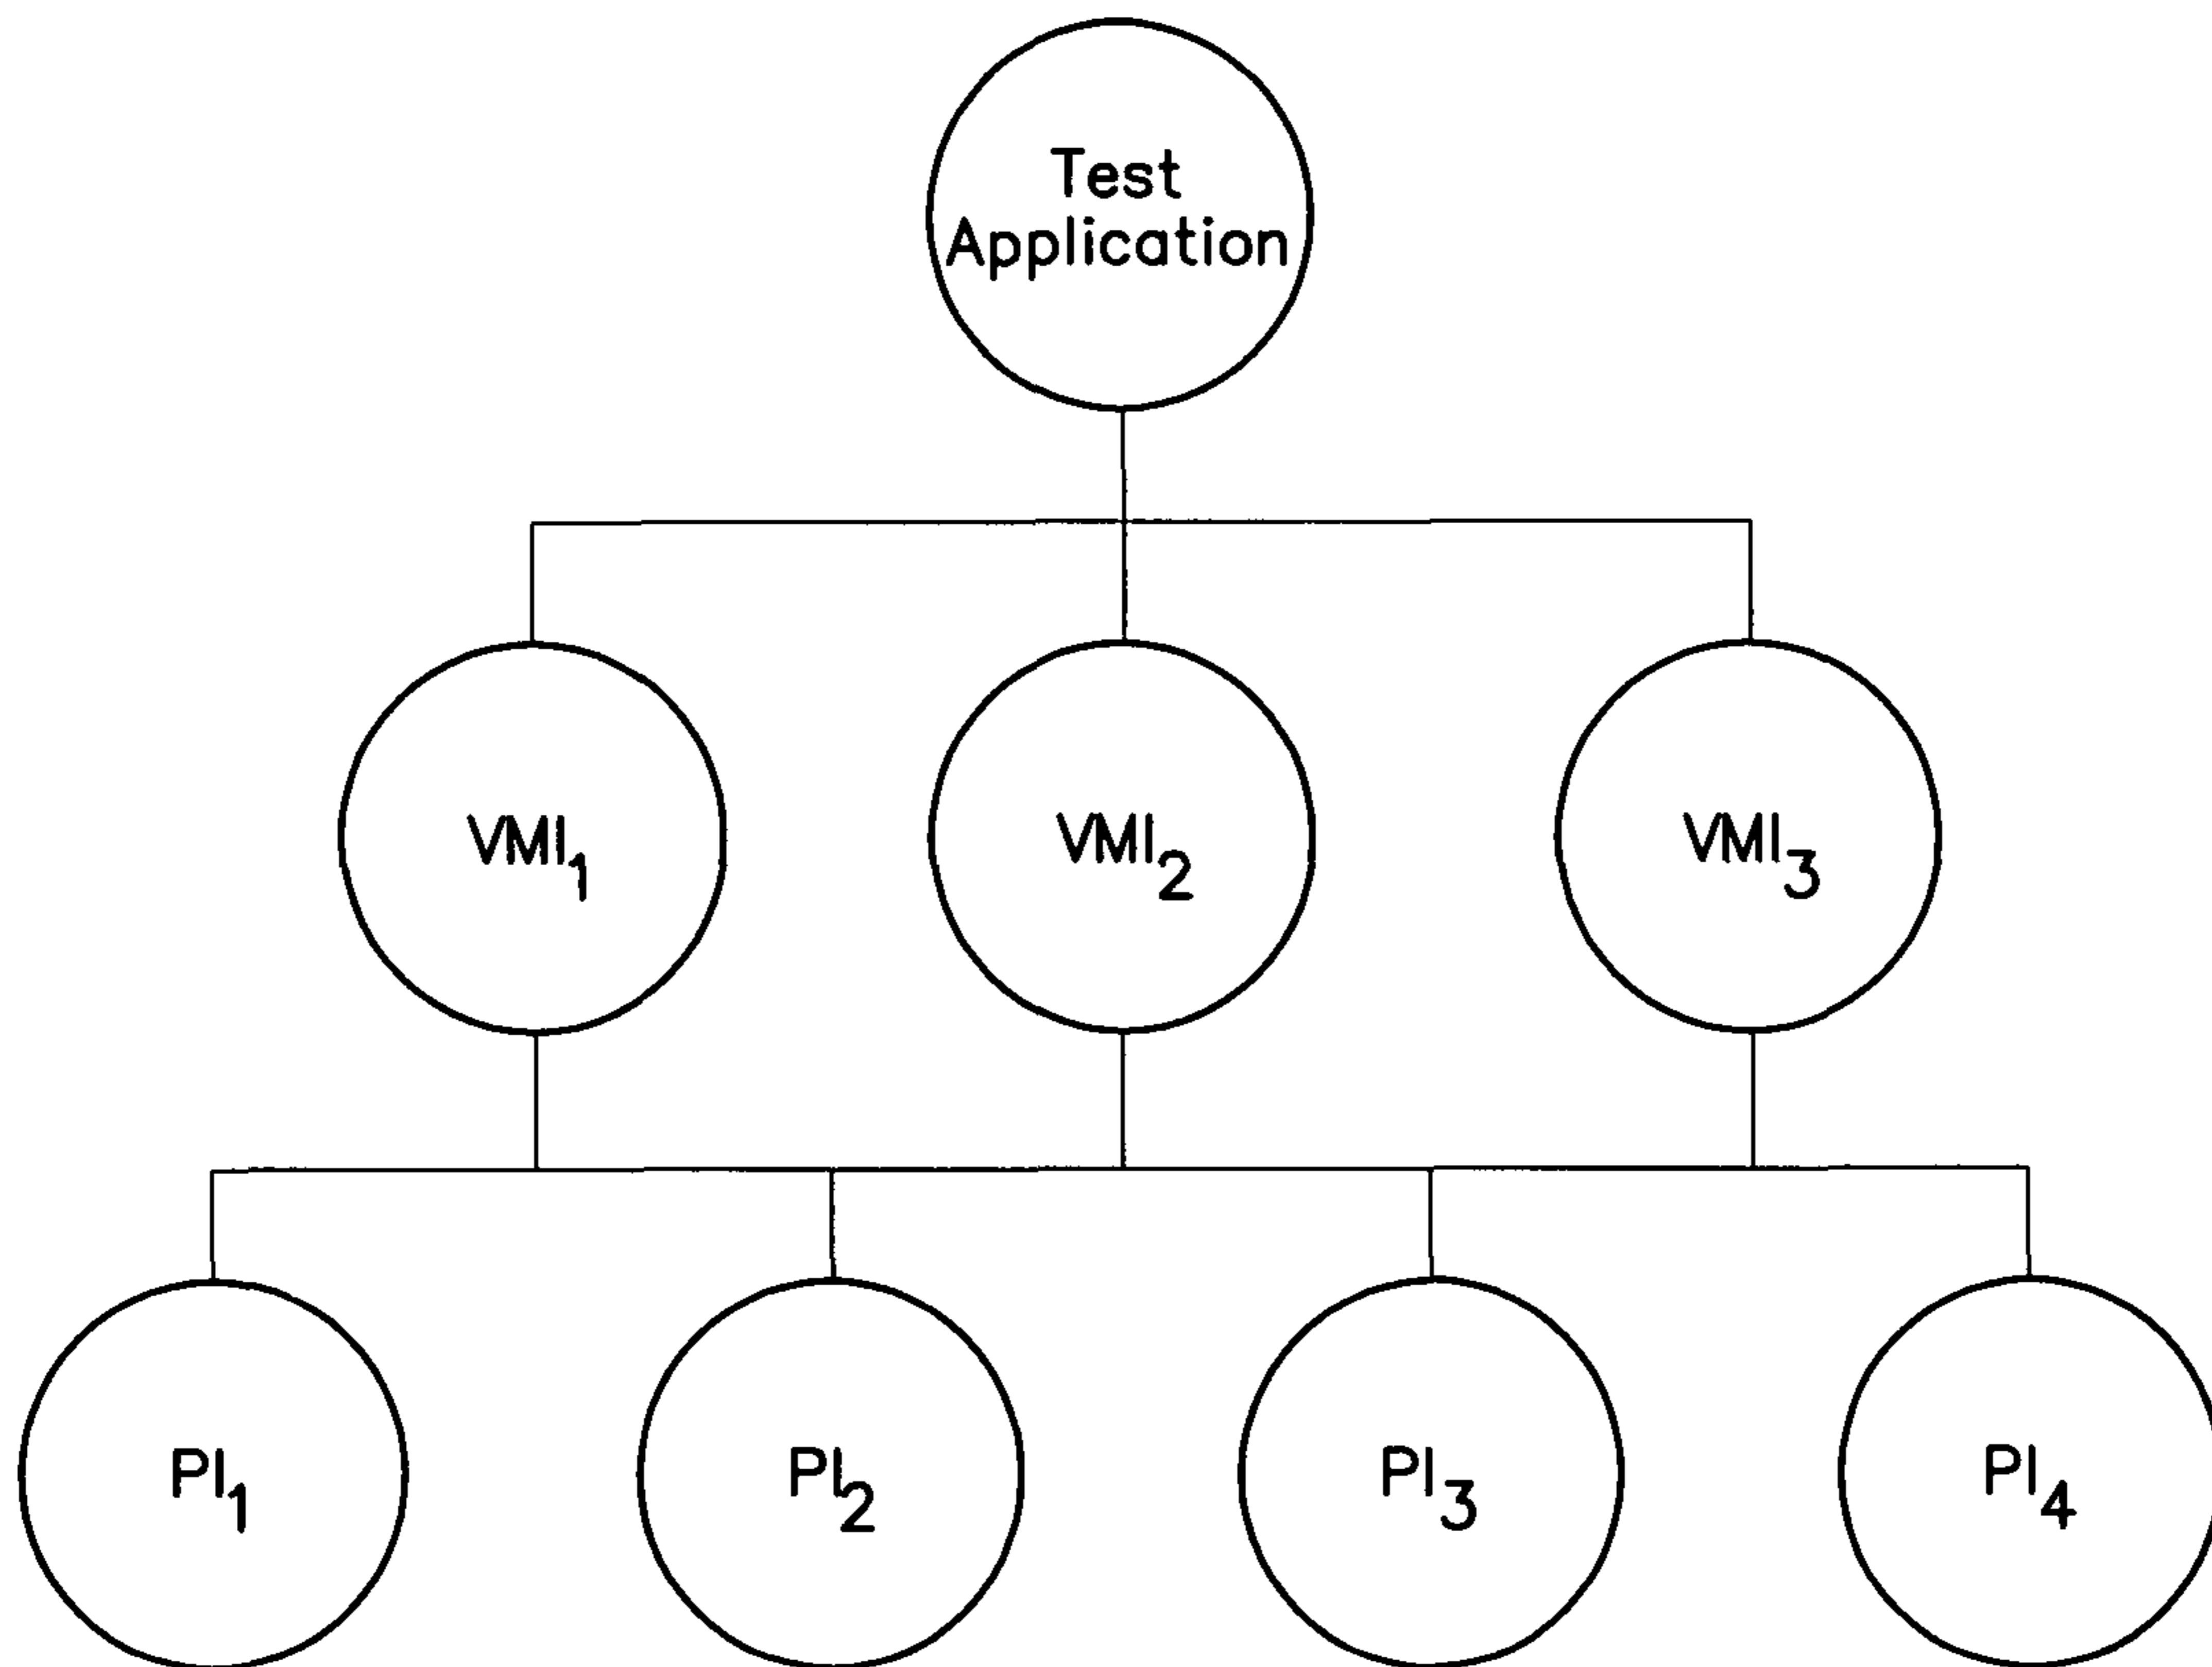 Test
Application
VMI₁
VMI₂
VMI₃
PI₁
PI₂
PI₃
PI₄